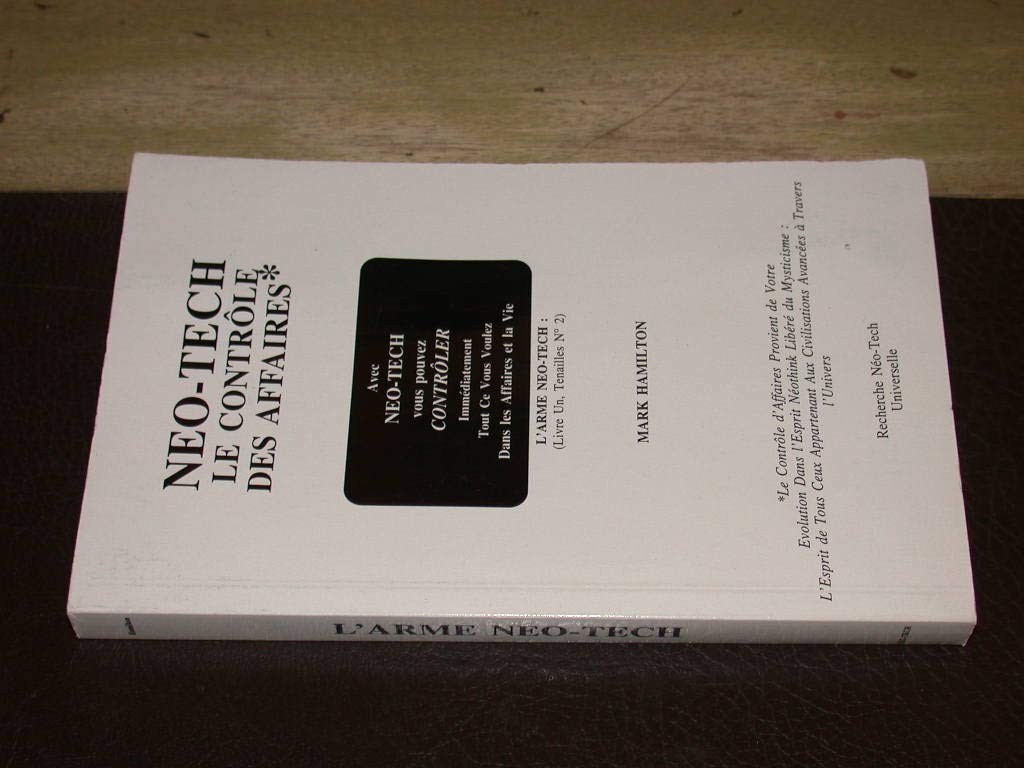 NEO-TECH
LE CONTRÔLE
DES AFFAIRES*
Avec
NEO-TECH
vous pouvez
CONTRÔLER
Immédiatement
Tout Ce Vous Voulez
Dans les Affaires et la Vie
L'ARME NEO-TECH :
(Livre Un, Tenailles N° 2)
MARK HAMILTON
*Le Contrôle d'Affaires Provient de Votre
Evolution Dans l'Esprit Néothink Libéré du Mysticisme :
L'Esprit de Tous Ceux Appartenant Aux Civilisations Avancées à Travers
l'Univers
Recherche Néo-Tech
Universelle
L'ARME NEO-TECH